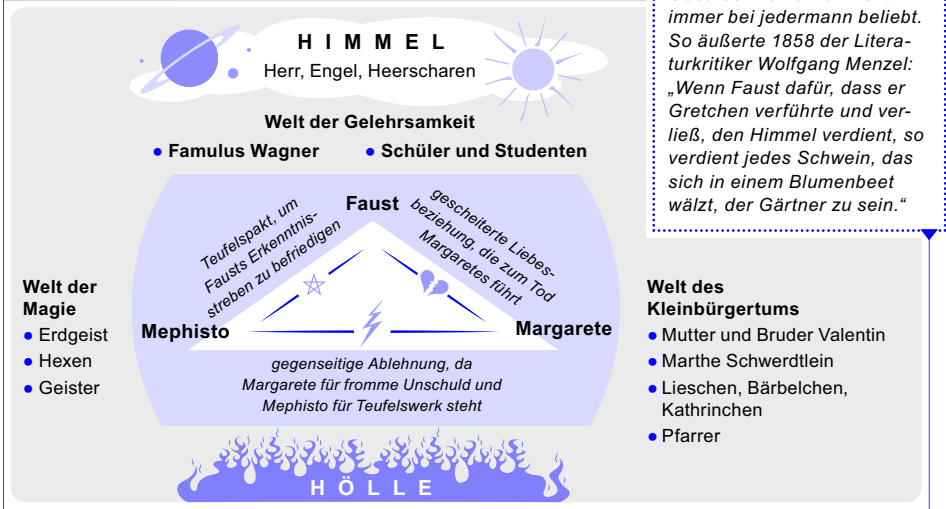 H I M M E L
Herr, Engel, Heerscharen
Welt der Gelehrsamkeit
● Famulus Wagner
● Schüler und Studenten
Faust
Teufelspakt, um
Fausts Erkenntnis-
streben zu befriedigen
gescheiterte Liebes-
beziehung, die zum Tod
Margaretes führt
Mephisto
Margarete
gegenseitige Ablehnung, da
Margarete für fromme Unschuld und
Mephisto für Teufelswerk steht
Welt der
Magie
● Erdgeist
● Hexen
● Geister
Welt des
Kleinbürgertums
● Mutter und Bruder Valentin
● Marthe Schwerdtlein
● Lieschen, Bärbelchen,
Kathrinchen
● Pfarrer
H Ö L L E
immer bei jedermann beliebt.
So äußerte 1858 der Litera-
turkritiker Wolfgang Menzel:
„Wenn Faust dafür, dass er
Gretchen verführte und ver-
ließ, den Himmel verdient, so
verdient jedes Schwein, das
sich in einem Blumenbeet
wälzt, der Gärtner zu sein.“